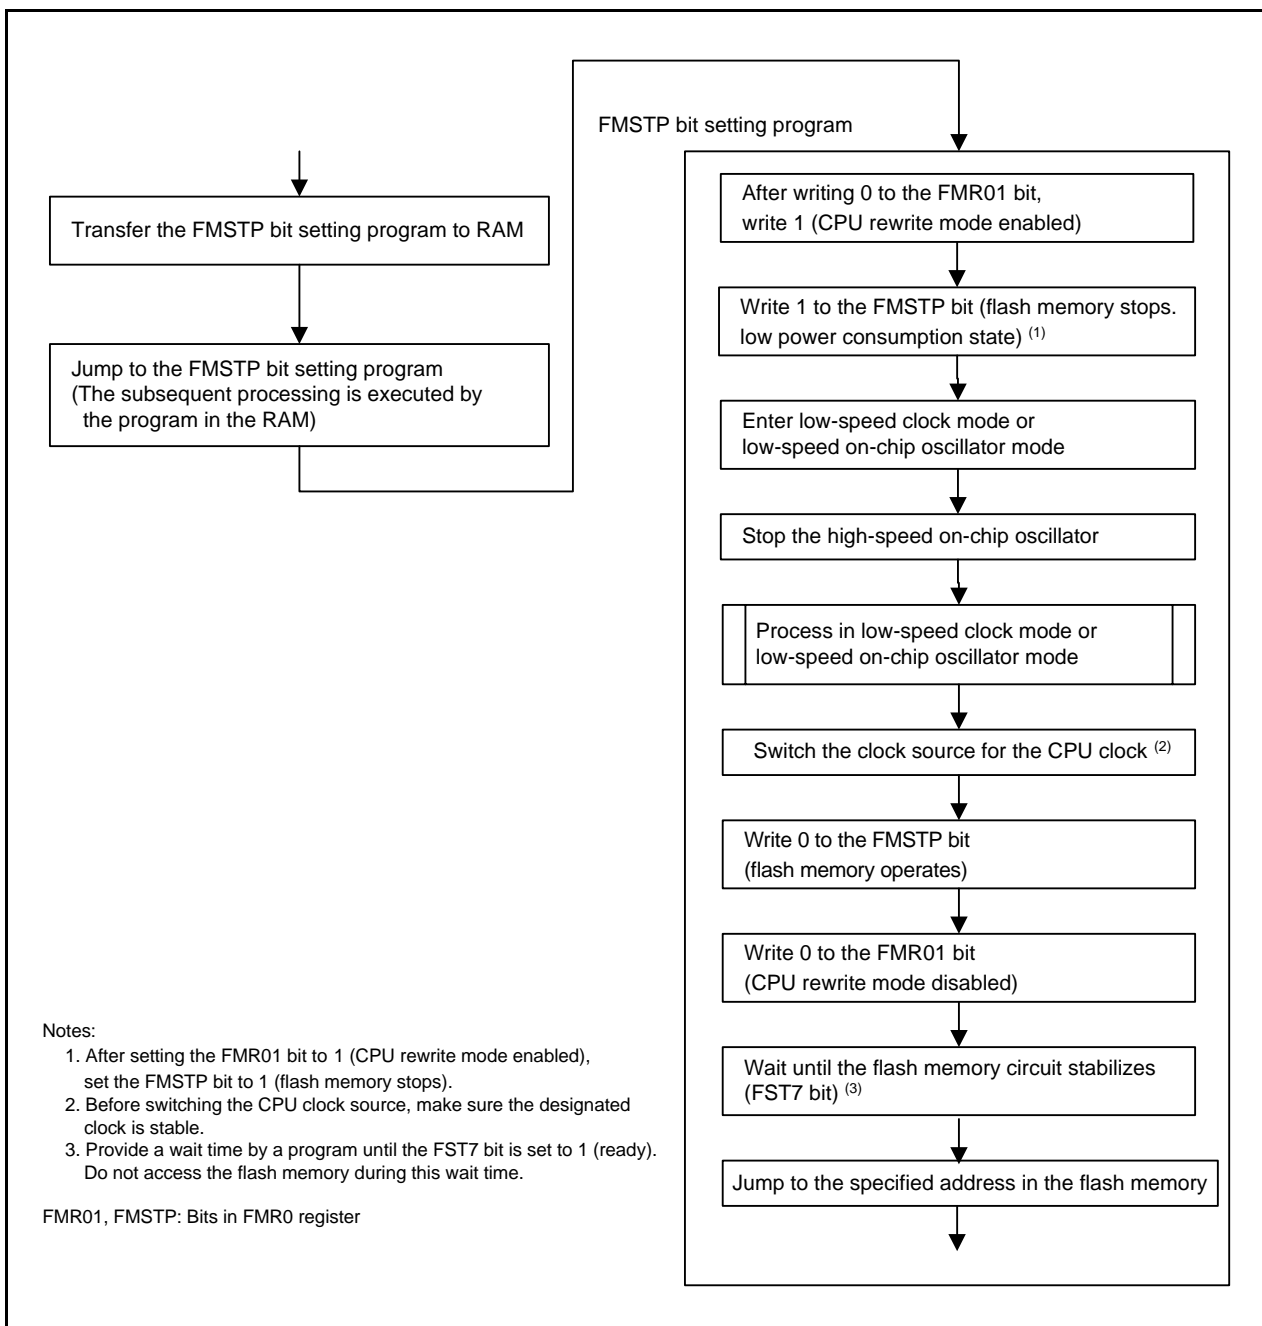 Transfer the FMSTP bit setting program to RAM
Jump to the FMSTP bit setting program
(The subsequent processing is executed by
the program in the RAM)
FMSTP bit setting program
After writing 0 to the FMR01 bit,
write 1 (CPU rewrite mode enabled)
Write 1 to the FMSTP bit (flash memory stops.
low power consumption state) (1)
Enter low-speed clock mode or
low-speed on-chip oscillator mode
Stop the high-speed on-chip oscillator
Process in low-speed clock mode or
low-speed on-chip oscillator mode
Switch the clock source for the CPU clock (2)
Write 0 to the FMSTP bit
(flash memory operates)
Write 0 to the FMR01 bit
(CPU rewrite mode disabled)
Wait until the flash memory circuit stabilizes
(FST7 bit) (3)
Jump to the specified address in the flash memory
Notes:
1. After setting the FMR01 bit to 1 (CPU rewrite mode enabled),
set the FMSTP bit to 1 (flash memory stops).
2. Before switching the CPU clock source, make sure the designated
clock is stable.
3. Provide a wait time by a program until the FST7 bit is set to 1 (ready).
Do not access the flash memory during this wait time.
FMR01, FMSTP: Bits in FMR0 register